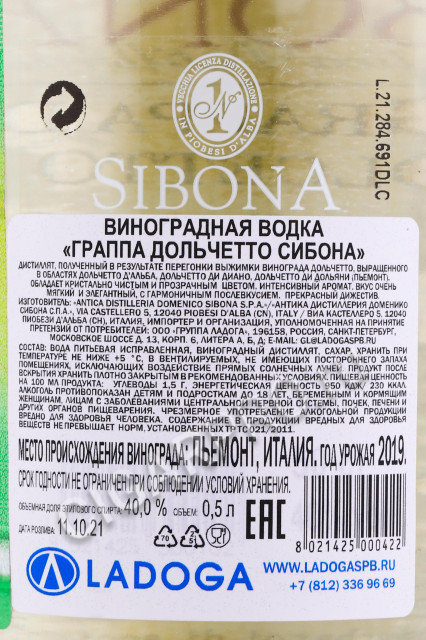 VECCHIA LICENZA DISTILLAZIONE
N 1
IN PIOBESI D'ALBA
SIBONA
L.21.284.691DLC
ВИНОГРАДНАЯ ВОДКА
«ГРАППА ДОЛЬЧЕТТО СИБОНА»
ДИСТИЛЛЯТ, ПОЛУЧЕННЫЙ В РЕЗУЛЬТАТЕ ПЕРЕГОНКИ ВЫЖИМКИ ВИНОГРАДА ДОЛЬЧЕТТО, ВЫРАЩЕННОГО
В ОБЛАСТЯХ ДОЛЬЧЕТТО Д'АЛЬБА, ДОЛЬЧЕТТО ДИ ДИАНО, ДОЛЬЧЕТТО ДИ ДОЛЬЯНИ (ПЬЕМОНТ),
ОБЛАДАЕТ КРИСТАЛЬНО ЧИСТЫМ И ПРОЗРАЧНЫМ ЦВЕТОМ. ИНТЕНСИВНЫЙ АРОМАТ. ВКУС ОЧЕНЬ
МЯГКИЙ И ЭЛЕГАНТНЫЙ, С ГАРМОНИЧНЫМ ПОСЛЕВКУСИЕМ. ПРЕКРАСНЫЙ ДИЖЕСТИВ.
ИЗГОТОВИТЕЛЬ: «ANTICA DISTILLERIA DOMENICO SIBONA S.P.A.»/«АНТИКА ДИСТИЛЛЕРИЯ ДОМЕНИКО
СИБОНА С.П.А.», VIA CASTELLERO 5, 12040 PIOBESI D'ALBA (CN), ITALY / ВИА КАСТЕЛЛЕРО 5, 12040
ПИОБЕЗИ Д'АЛЬБА (CH), ИТАЛИЯ, ИМПОРТЕР И ОРГАНИЗАЦИЯ, УПОЛНОМОЧЕННАЯ НА ПРИНЯТИЕ
ПРЕТЕНЗИЙ ОТ ПОТРЕБИТЕЛЕЙ: ООО «ГРУППА ЛАДОГА», 196158, РОССИЯ, САНКТ-ПЕТЕРБУРГ,
МОСКОВСКОЕ ШОССЕ Д. 13, КОРП. 6, ЛИТЕРА А, Б, Д; E-MAIL: GL@LADOGASPB.RU
СОСТАВ: ВОДА ПИТЬЕВАЯ ИСПРАВЛЕННАЯ, ВИНОГРАДНЫЙ ДИСТИЛЛЯТ, САХАР, ХРАНИТЬ ПРИ
ТЕМПЕРАТУРЕ НЕ НИЖЕ +5 °С, В ВЕНТИЛИРУЕМЫХ, НЕ ИМЕЮЩИХ ПОСТОРОННЕГО ЗАПАХА
ПОМЕЩЕНИЯХ, ИСКЛЮЧАЮЩИХ ВОЗДЕЙСТВИЕ ПРЯМЫХ СОЛНЕЧНЫХ ЛУЧЕЙ. ПРОДУКТ ПОСЛЕ
ВСКРЫТИЯ ХРАНИТЬ ПЛОТНО ЗАКРЫТЫМ В РЕКОМЕНДОВАННЫХ УСЛОВИЯХ. ПИЩЕВАЯ ЦЕННОСТЬ
НА 100 МЛ ПРОДУКТА: УГЛЕВОДЫ 1,5 Г, ЭНЕРГЕТИЧЕСКАЯ ЦЕННОСТЬ КДЖ/ 230 ККАЛ
АЛКОГОЛЬ ПРОТИВОПОКАЗАН ДЕТЯМ И ПОДРОСТКАМ ДО 18 ЛЕТ, БЕРЕМЕННЫМ И КОРМЯЩИМ
ЖЕНЩИНАМ, ЛИЦАМ С ЗАБОЛЕВАНИЯМИ ЦЕНТРАЛЬНОЙ НЕРВНОЙ СИСТЕМЫ, ПОЧЕК, ПЕЧЕНИ И
ДРУГИХ ОРГАНОВ ПИЩЕВАРЕНИЯ. ЧРЕЗМЕРНОЕ УПОТРЕБЛЕНИЕ АЛКОГОЛЬНОЙ ПРОДУКЦИИ
ВРЕДНО ДЛЯ ЗДОРОВЬЯ ЧЕЛОВЕКА. СОДЕРЖАНИЕ В ПРОДУКТЕ ВРЕДНЫХ ДЛЯ ЗДОРОВЬЯ
ВЕЩЕСТВ НЕ ПРЕВЫШАЕТ НОРМ, УСТАНОВЛЕННЫХ ТР ТС 021/2011.
МЕСТО ПРОИСХОЖДЕНИЯ ВИНОГРАДА: ПЬЕМОНТ, ИТАЛИЯ. ГОД УРОЖАЯ 2019.
СРОК ГОДНОСТИ НЕ ОГРАНИЧЕН ПРИ СОБЛЮДЕНИИ УСЛОВИЙ ХРАНЕНИЯ.
ОБЪЕМНАЯ ДОЛЯ ЭТИЛОВОГО СПИРТА: 40,0 % ОБЪЕМ: 0,5 л
ДАТА РОЗЛИВА: 11.10.21
70 51
EAC
8 021425 000422
LADOGA
WWW.LADOGASPB.RU
+7 (812) 336 96 69